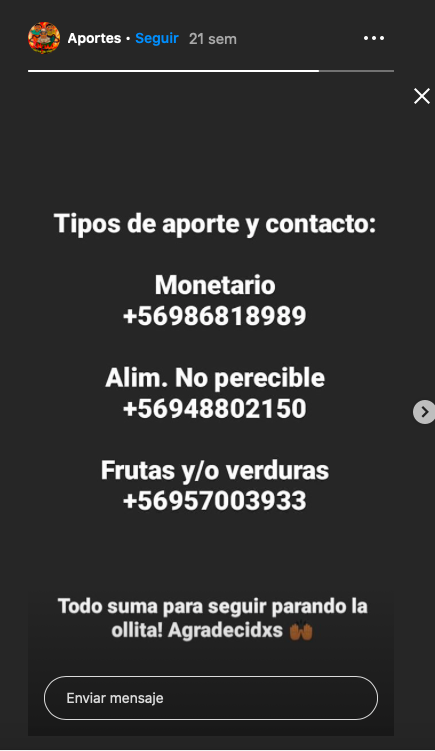 Aportes • Seguir 21 sem
Tipos de aporte y contacto:
Monetario
+56986818989
Alim. No perecible
+56948802150
Frutas y/o verduras
+56957003933
Todo suma para seguir parando la
ollita! Agradecidxs 🙌🏾
Enviar mensaje